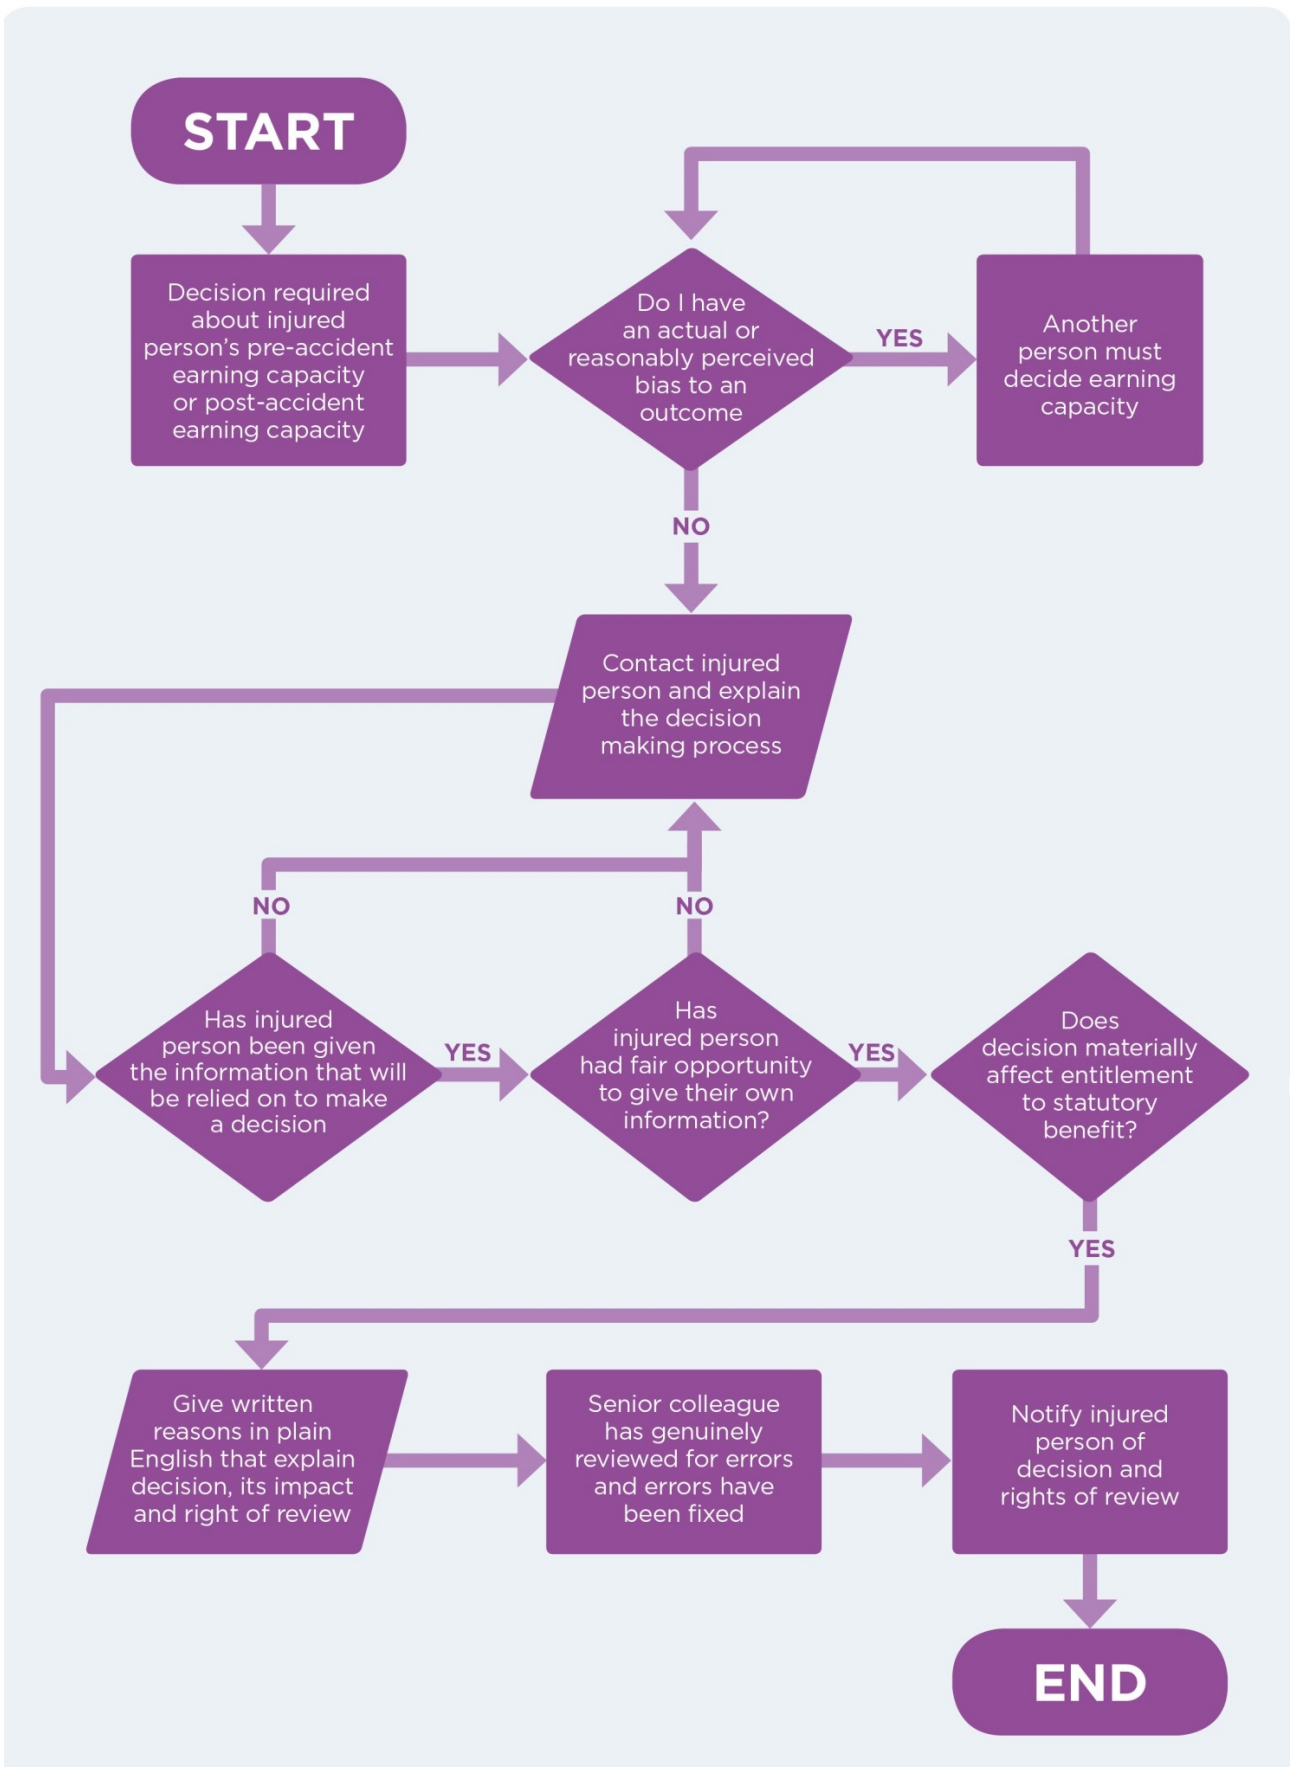 START
Decision required
about injured
person's pre-accident
earning capacity
or post-accident
earning capacity
Do I have
an actual or
reasonably perceived
bias to an
outcome
YES
Another
person must
decide earning
capacity
NO
Contact injured
person and explain
the decision
making process
NO
NO
Has injured
person been given
the information that will
be relied on to make
a decision
YES
Has
injured person
had fair opportunity
to give their own
information?
YES
Does
decision materially
affect entitlement
to statutory
benefit?
YES
Give written
reasons in plain
English that explain
decision, its impact
and right of review
Senior colleague
has genuinely
reviewed for errors
and errors have
been fixed
Notify injured
person of
decision and
rights of review
END